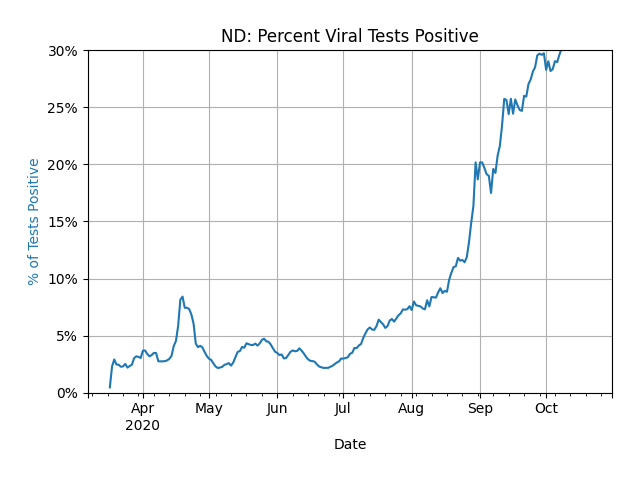 ND: Percent Viral Tests Positive
30%
25%
20%
15%
10%
5%
0%
% of Tests Positive
Apr May Jun Jul Aug Sep Oct
2020
Date